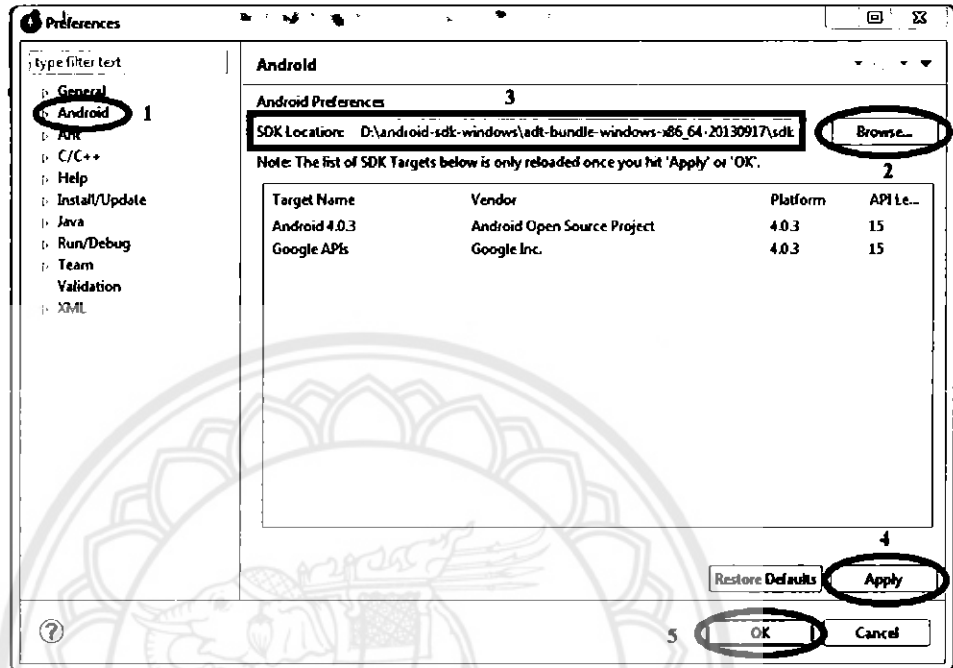 Preferences
type filter text
General
Android 1
Ant
C/C++
Help
Install/Update
Java
Run/Debug
Team
Validation
XML
Android
Android Preferences 3
SDK Location: D:\android-sdk-windows\adt-bundle-windows-x86_64-20130917\sdk Browse...
Note: The list of SDK Targets below is only reloaded once you hit 'Apply' or 'OK'. 2
Target Name Vendor Platform API Le...
Android 4.0.3 Android Open Source Project 4.0.3 15
Google APIs Google Inc. 4.0.3 15
4
Restore Defaults Apply
? 5 OK Cancel